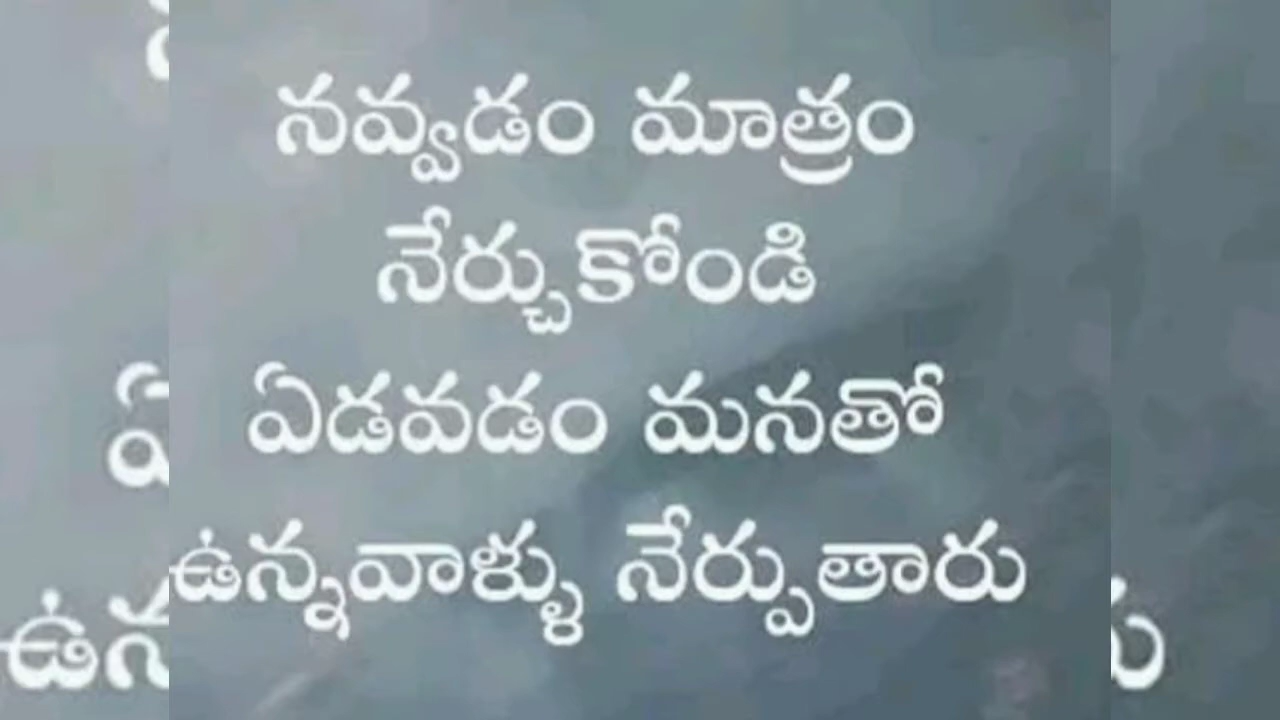 నవ్వడం మాత్రం
నేర్చుకోండి
ఏడవడం మనతో
ఉన్నవాళ్ళు నేర్పుతారు